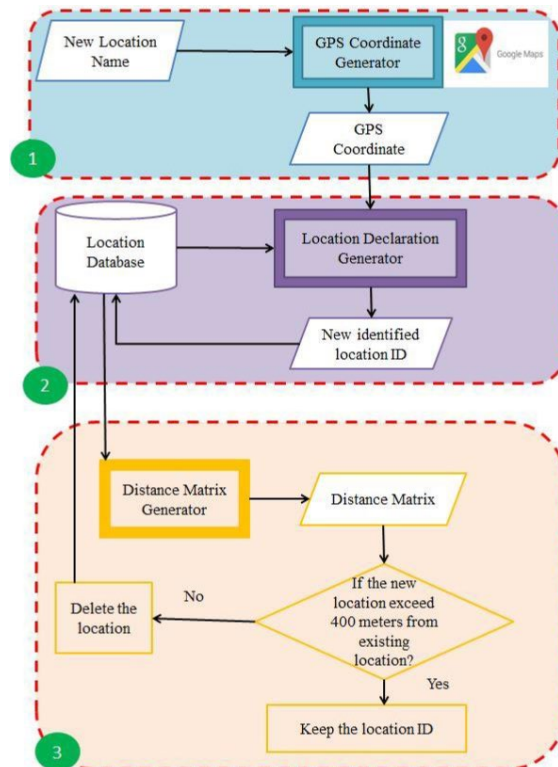 New Location
Name
GPS Coordinate
Generator
g
Google Maps
GPS
Coordinate
1
Location
Database
Location Declaration
Generator
New identified
location ID
2
Distance Matrix
Generator
Distance Matrix
If the new
location exceed
400 meters from
existing
location?
No
Delete the
location
Yes
Keep the location ID
3